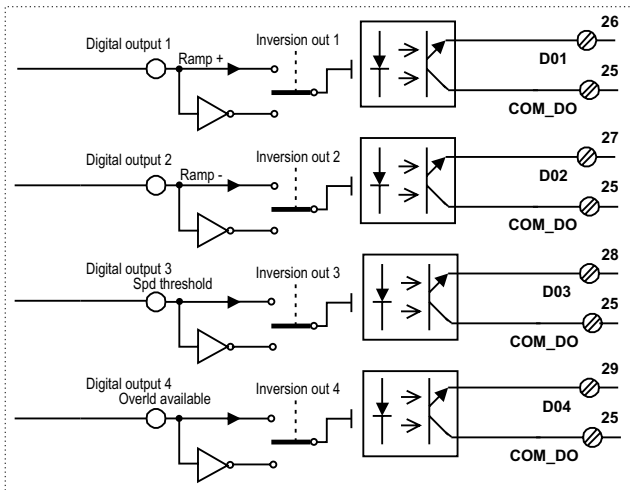 26
Digital output 1
Inversion out 1
Ramp +
D01
25
COM_DO
27
Digital output 2
Inversion out 2
Ramp -
D02
25
COM_DO
28
Digital output 3
Inversion out 3
Spd threshold
D03
25
COM_DO
29
Digital output 4
Inversion out 4
Overld available
D04
25
COM_DO